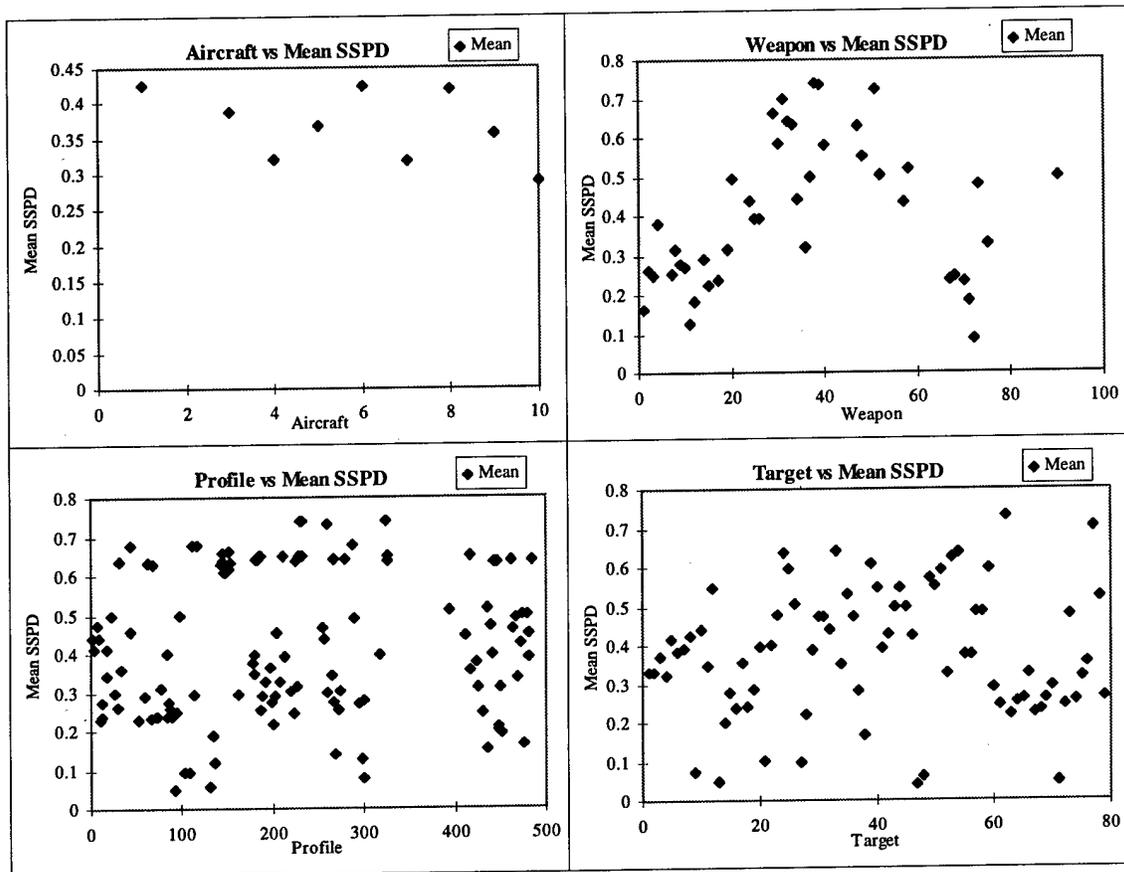 Aircraft vs Mean SSPD
Mean
0.45
0.4
0.35
0.3
0.25
0.2
0.15
0.1
0.05
0
Mean SSPD
0 2 4 6 8 10
Aircraft
Weapon vs Mean SSPD
Mean
0.8
0.7
0.6
0.5
0.4
0.3
0.2
0.1
0
Mean SSPD
0 20 40 60 80 100
Weapon
Profile vs Mean SSPD
Mean
0.8
0.7
0.6
0.5
0.4
0.3
0.2
0.1
0
Mean SSPD
0 100 200 300 400 500
Profile
Target vs Mean SSPD
Mean
0.8
0.7
0.6
0.5
0.4
0.3
0.2
0.1
0
Mean SSPD
0 20 40 60 80
Target